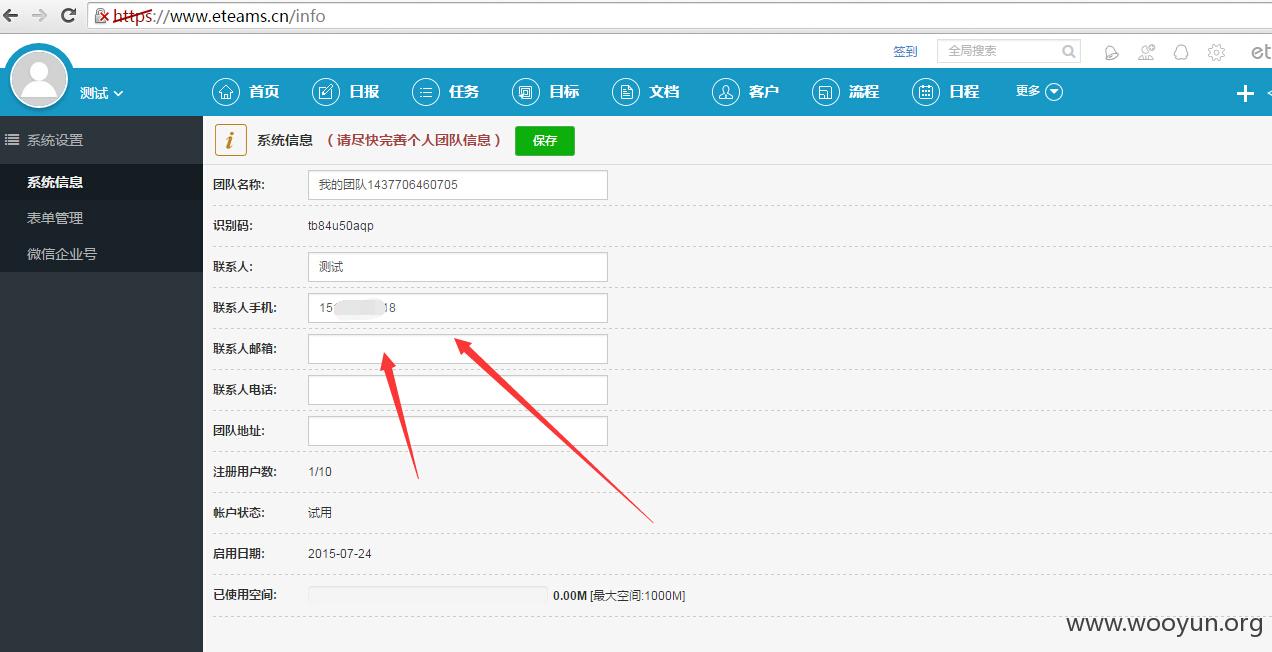 https://www.eteams.cn/info
签到 全局搜索 et
测试 首页 日报 任务 目标 文档 客户 流程 日程 更多
系统设置
系统信息
表单管理
微信企业号
i 系统信息 （请尽快完善个人团队信息） 保存
团队名称: 我的团队1437706460705
识别码: tb84u50aqp
联系人: 测试
联系人手机: 15 18
联系人邮箱:
联系人电话:
团队地址:
注册用户数: 1/10
帐户状态: 试用
启用日期: 2015-07-24
已使用空间: 0.00M [最大空间:1000M]
www.wooyun.org